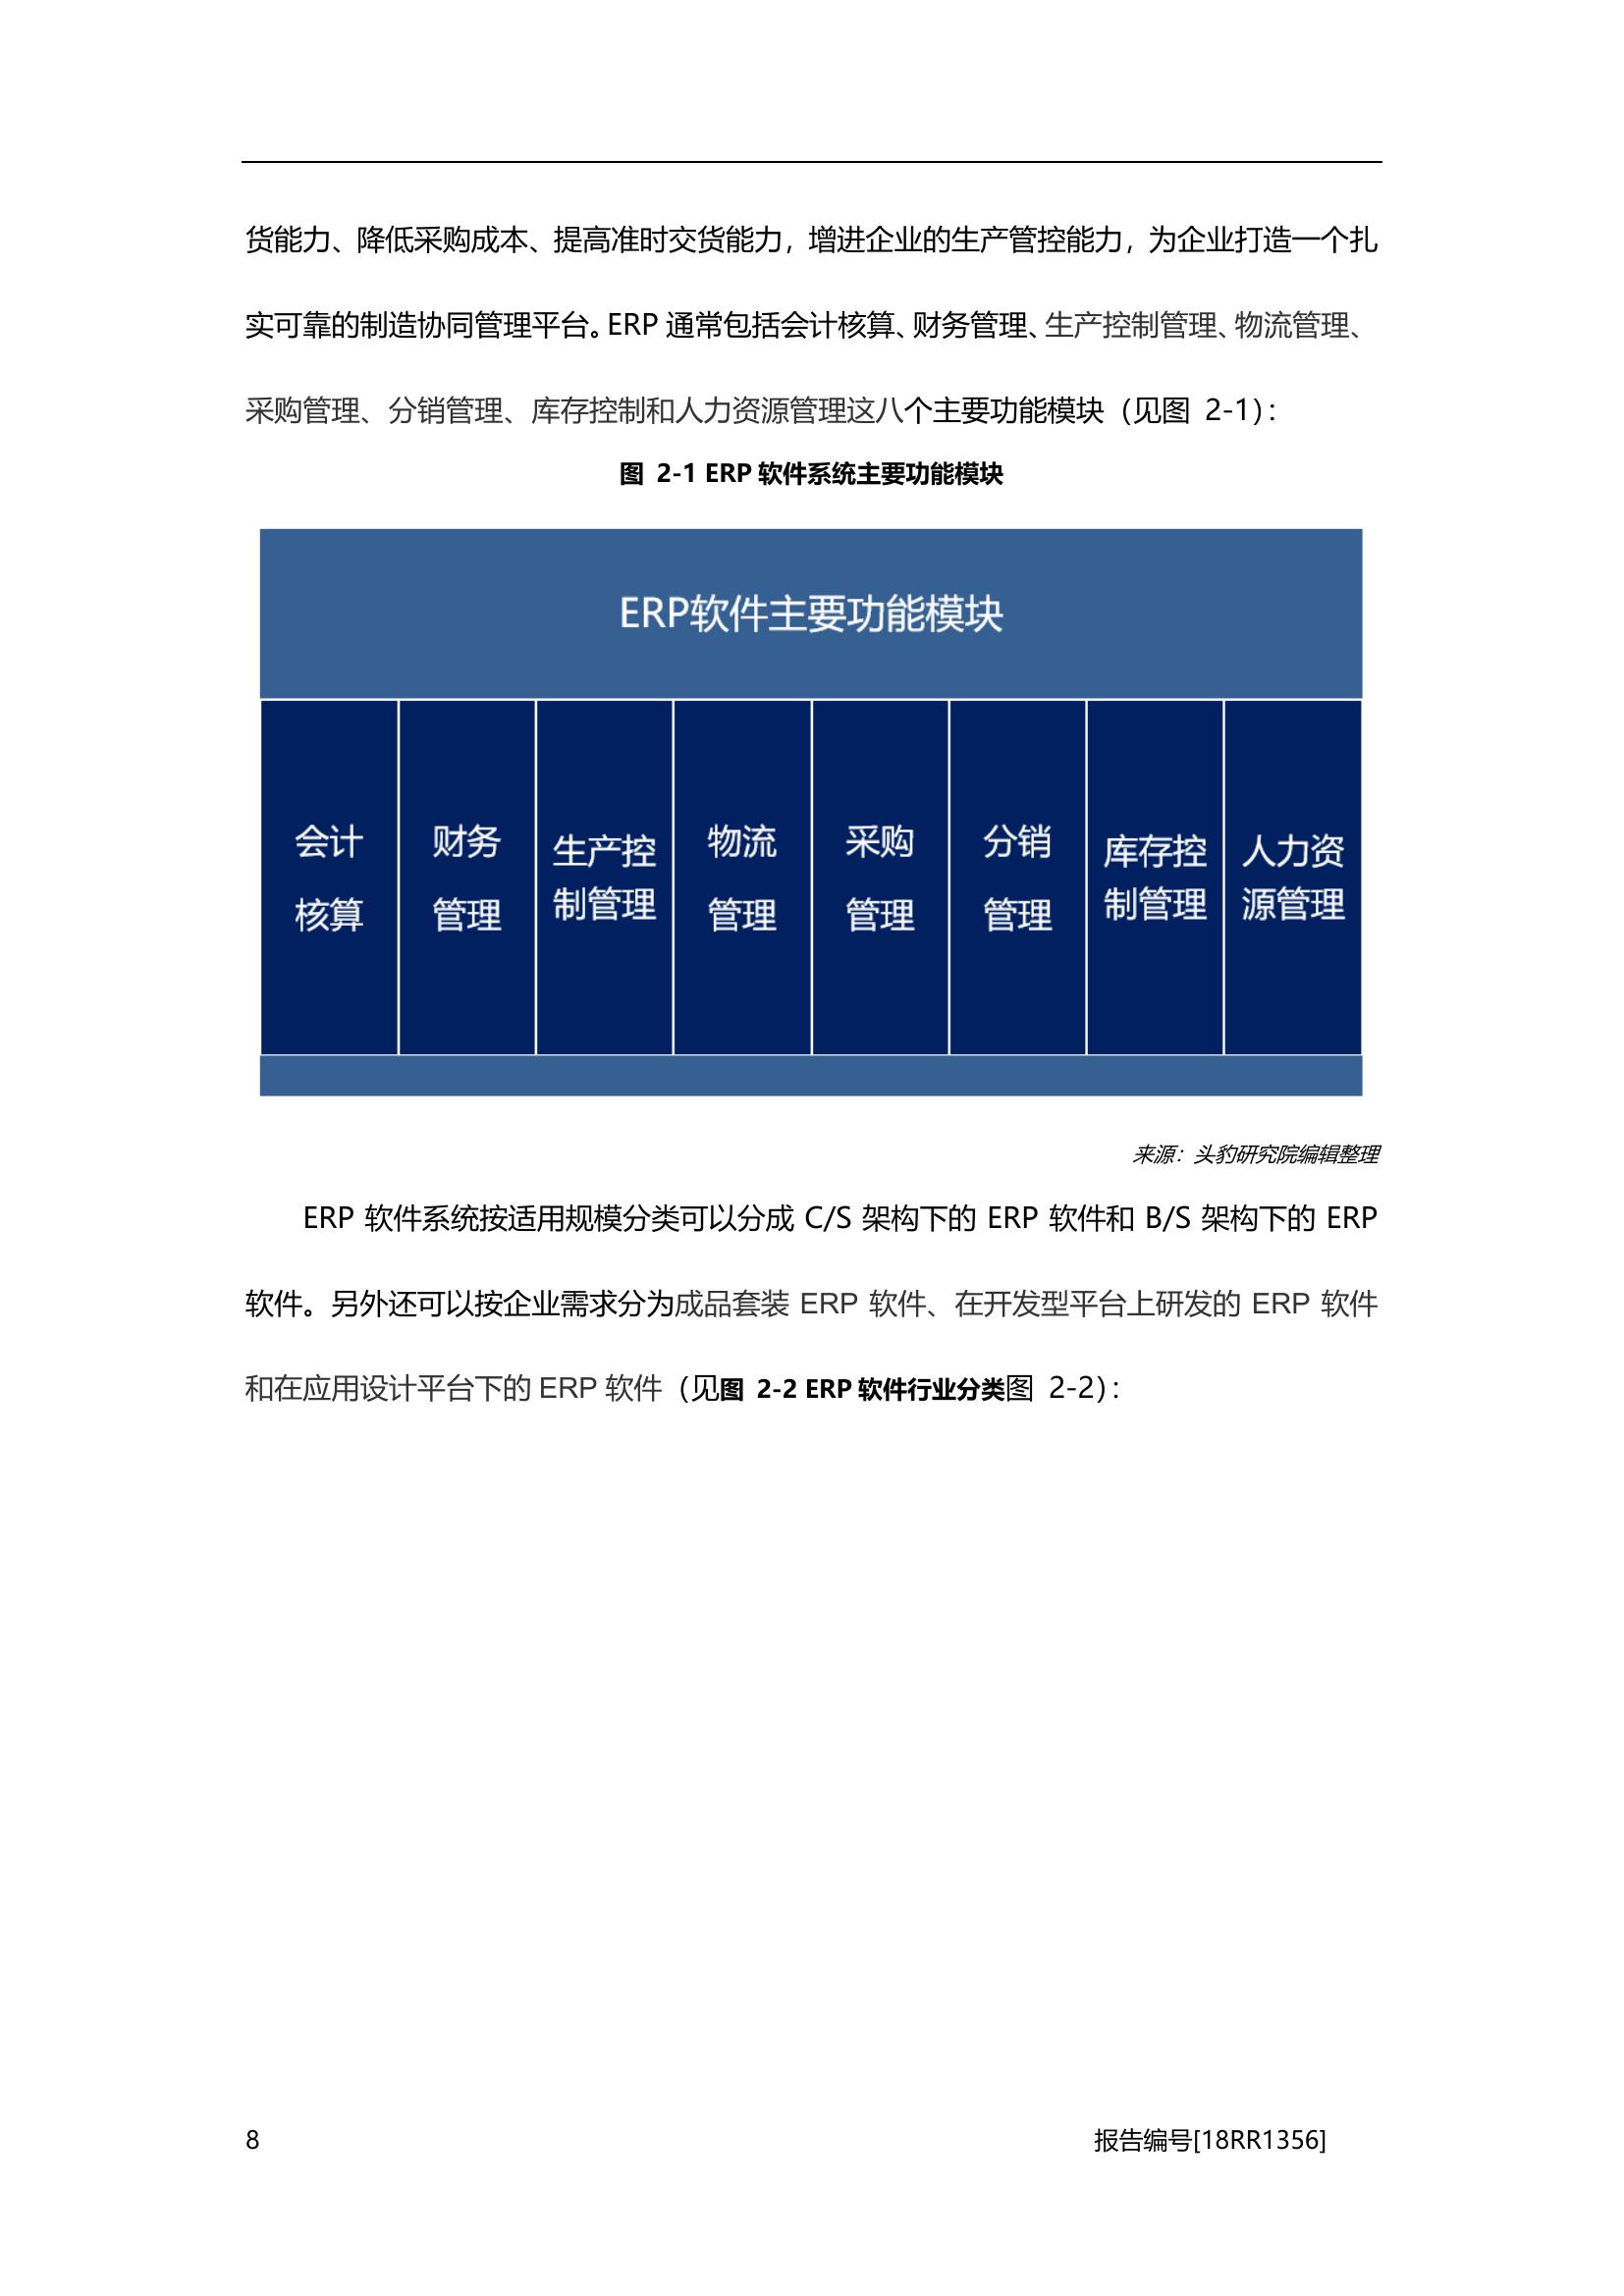 货能力、降低采购成本、提高准时交货能力，增进企业的生产管控能力，为企业打造一个扎
实可靠的制造协同管理平台。ERP 通常包括会计核算、财务管理、生产控制管理、物流管理、
采购管理、分销管理、库存控制和人力资源管理这八个主要功能模块（见图 2-1）：
图 2-1 ERP 软件系统主要功能模块
ERP软件主要功能模块
会计
核算
财务
管理
生产控
制管理
物流
管理
采购
管理
分销
管理
库存控
制管理
人力资
源管理
来源：头豹研究院编辑整理
ERP 软件系统按适用规模分类可以分成 C/S 架构下的 ERP 软件和 B/S 架构下的 ERP
软件。另外还可以按企业需求分为成品套装 ERP 软件、在开发型平台上研发的 ERP 软件
和在应用设计平台下的 ERP 软件（见图 2-2 ERP 软件行业分类图 2-2）：
8
报告编号[18RR1356]